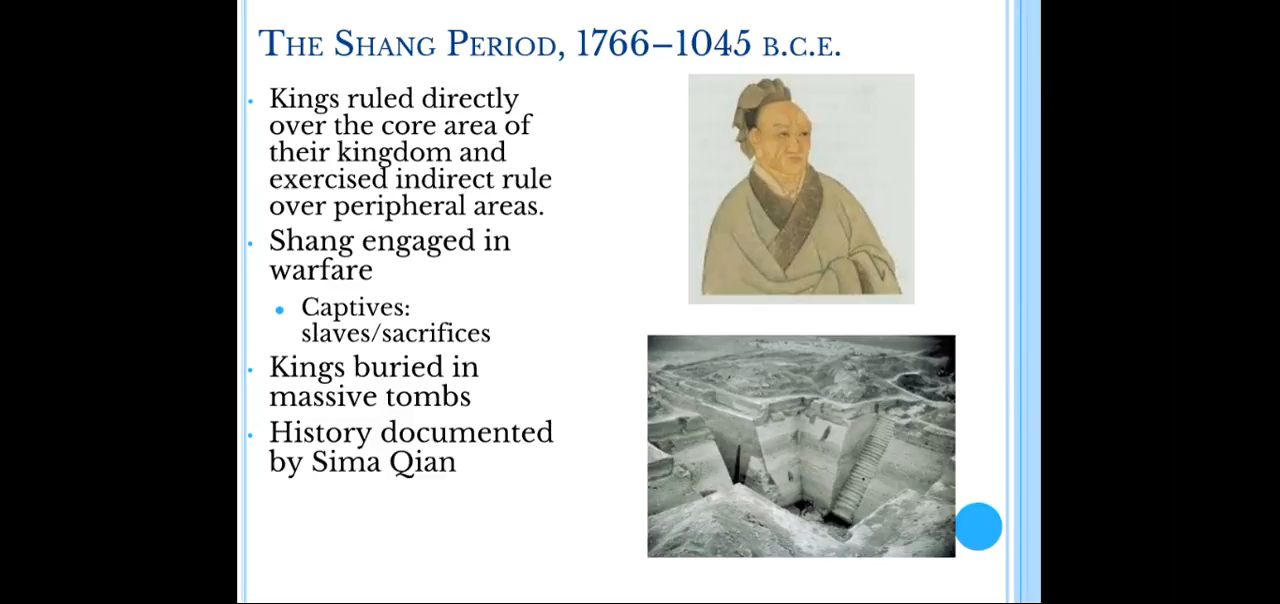 The Shang Period, 1766–1045 B.C.E.
• Kings ruled directly
over the core area of
their kingdom and
exercised indirect rule
over peripheral areas.
• Shang engaged in
warfare
• Captives:
slaves/sacrifices
• Kings buried in
massive tombs
• History documented
by Sima Qian